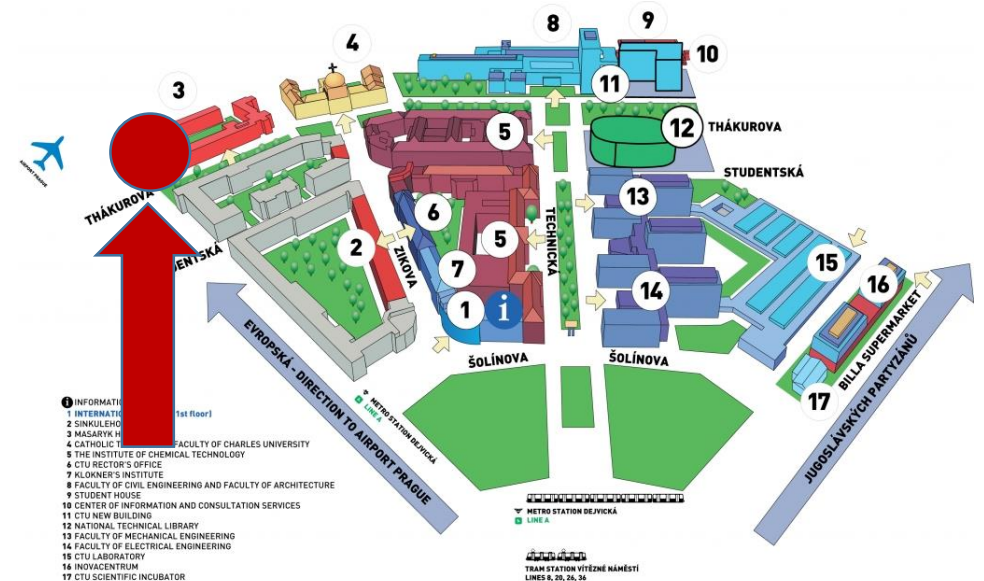 8
9
4
10
3
11
5
12
THÁKUROVA
AIRPORT PRAGUE
STUDENTSKÁ
THÁKUROVA
13
6
2
ZIKOVA
5
TECHNICKÁ
7
15
16
14
1
i
BILLA SUPERMARKET
ŠOLÍNOVA
ŠOLÍNOVA
17
EVROPSKÁ - DIRECTION TO AIRPORT PRAGUE
JUGOSLÁVSKÝCH PARTYZÁNŮ
METRO STATION DEJVICKÁ
LINE A
i
1 1st floor)
2
3 MASARYK
4 CATHOLIC FACULTY OF CHARLES UNIVERSITY
5 THE INSTITUTE OF CHEMICAL TECHNOLOGY
6 CTU RECTOR'S OFFICE
7 KLOKNER'S INSTITUTE
8 FACULTY OF CIVIL ENGINEERING AND FACULTY OF ARCHITECTURE
9 STUDENT HOUSE
10 CENTER OF INFORMATION AND CONSULTATION SERVICES
11 CTU NEW BUILDING
12 NATIONAL TECHNICAL LIBRARY
13 FACULTY OF MECHANICAL ENGINEERING
14 FACULTY OF ELECTRICAL ENGINEERING
15 CTU LABORATORY
16 INOVACENTRUM
17 CTU SCIENTIFIC INCUBATOR
METRO STATION DEJVICKÁ
LINE A
TRAM STATION VÍTĚZNÉ NÁMĚSTÍ
LINES 8, 20, 26, 36